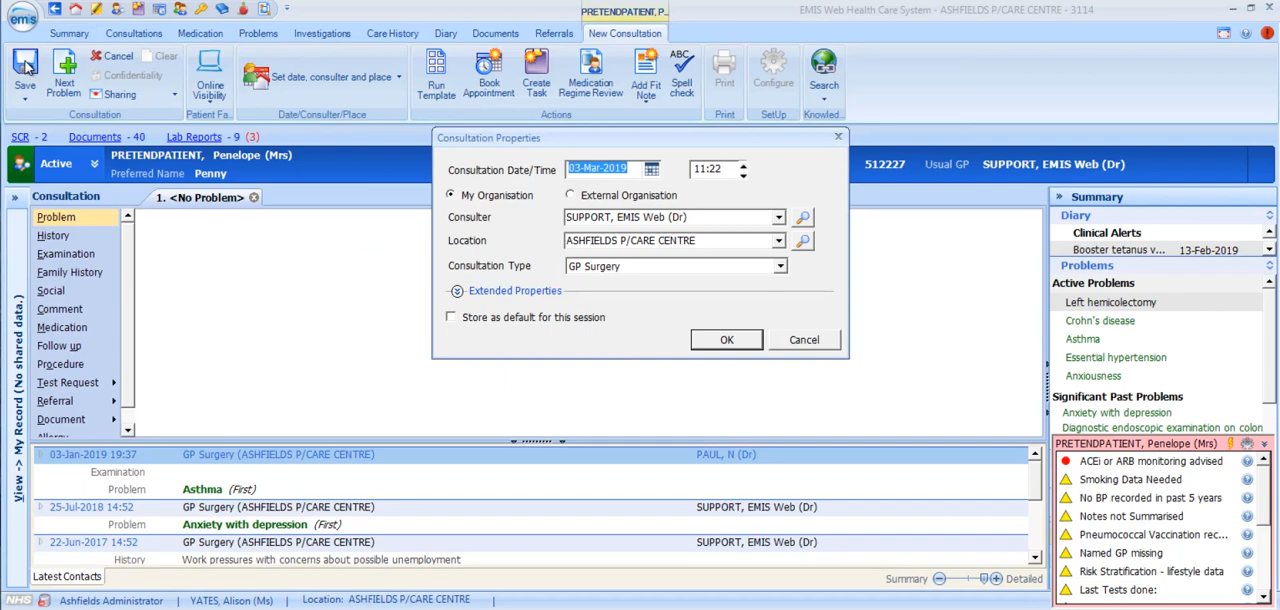 PRETENDPATIENT, P...
EMIS Web Health Care System - ASHFIELDS P/CARE CENTRE - 3114
emis
Summary Consultations Medication Problems Investigations Care History Diary Documents Referrals New Consultation
Save
Next Problem
Cancel Clear
Confidentiality
Sharing
Online Visibility
Set date, consulter and place
Run Template
Book Appointment
Create Task
Medication Regime Review
Add Fit Note
ABC
Spell check
Print
Configure
Search
Consultation Patient Fa... Date/Consulter/Place Actions Print SetUp Knowled...
SCR - 2 Documents - 40 Lab Reports - 9 (3)
Active
PRETENDPATIENT, Penelope (Mrs)
Preferred Name Penny
512227 Usual GP SUPPORT, EMIS Web (Dr)
Consultation Properties
Consultation Date/Time 03-Mar-2019 11:22
My Organisation External Organisation
Consulter SUPPORT, EMIS Web (Dr)
Location ASHFIELDS P/CARE CENTRE
Consultation Type GP Surgery
Extended Properties
Store as default for this session
OK Cancel
View -> My Record (No shared data.)
Consultation
1. <No Problem>
Problem
History
Examination
Family History
Social
Comment
Medication
Follow up
Procedure
Test Request
Referral
Document
Allergy
Summary
Diary
Clinical Alerts
Booster tetanus v... 13-Feb-2019
Problems
Active Problems
Left hemicolectomy
Crohn's disease
Asthma
Essential hypertension
Anxiousness
Significant Past Problems
Anxiety with depression
Diagnostic endoscopic examination on colon
PRETENDPATIENT, Penelope (Mrs)
ACEi or ARB monitoring advised
Smoking Data Needed
No BP recorded in past 5 years
Notes not Summarised
Pneumococcal Vaccination rec...
Named GP missing
Risk Stratification - lifestyle data
Last Tests done:
03-Jan-2019 19:37 GP Surgery (ASHFIELDS P/CARE CENTRE) PAUL, N (Dr)
Examination
Problem Asthma (First)
25-Jul-2018 14:52 GP Surgery (ASHFIELDS P/CARE CENTRE) SUPPORT, EMIS Web (Dr)
Problem Anxiety with depression (First)
22-Jun-2017 14:52 GP Surgery (ASHFIELDS P/CARE CENTRE) SUPPORT, EMIS Web (Dr)
History Work pressures with concerns about possible unemployment
Latest Contacts
Summary Detailed
NHS Ashfields Administrator YATES, Alison (Ms) Location: ASHFIELDS P/CARE CENTRE